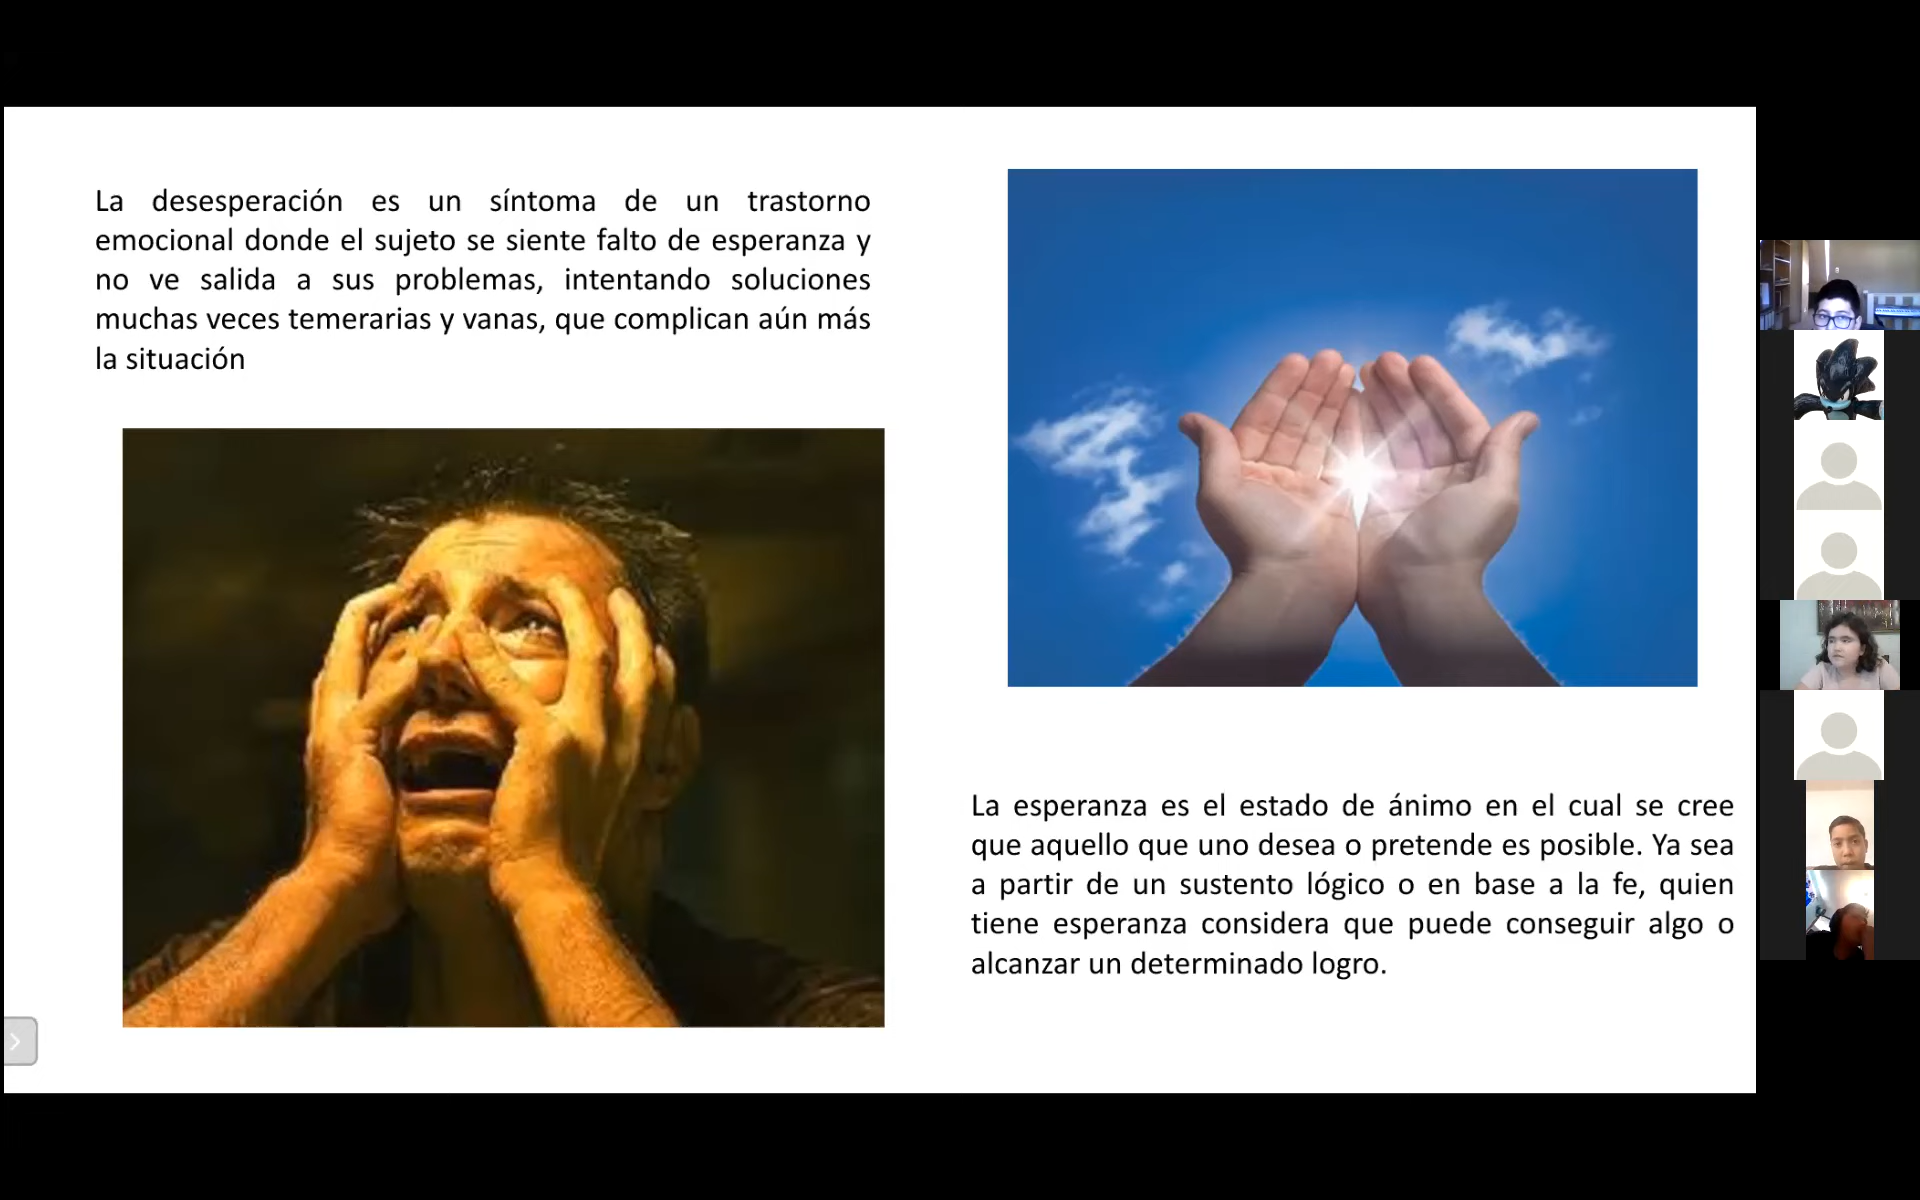 La desesperación es un síntoma de un trastorno
emocional donde el sujeto se siente falto de esperanza y
no ve salida a sus problemas, intentando soluciones
muchas veces temerarias y vanas, que complican aún más
la situación
La esperanza es el estado de ánimo en el cual se cree
que aquello que uno desea o pretende es posible. Ya sea
a partir de un sustento lógico o en base a la fe, quien
tiene esperanza considera que puede conseguir algo o
alcanzar un determinado logro.